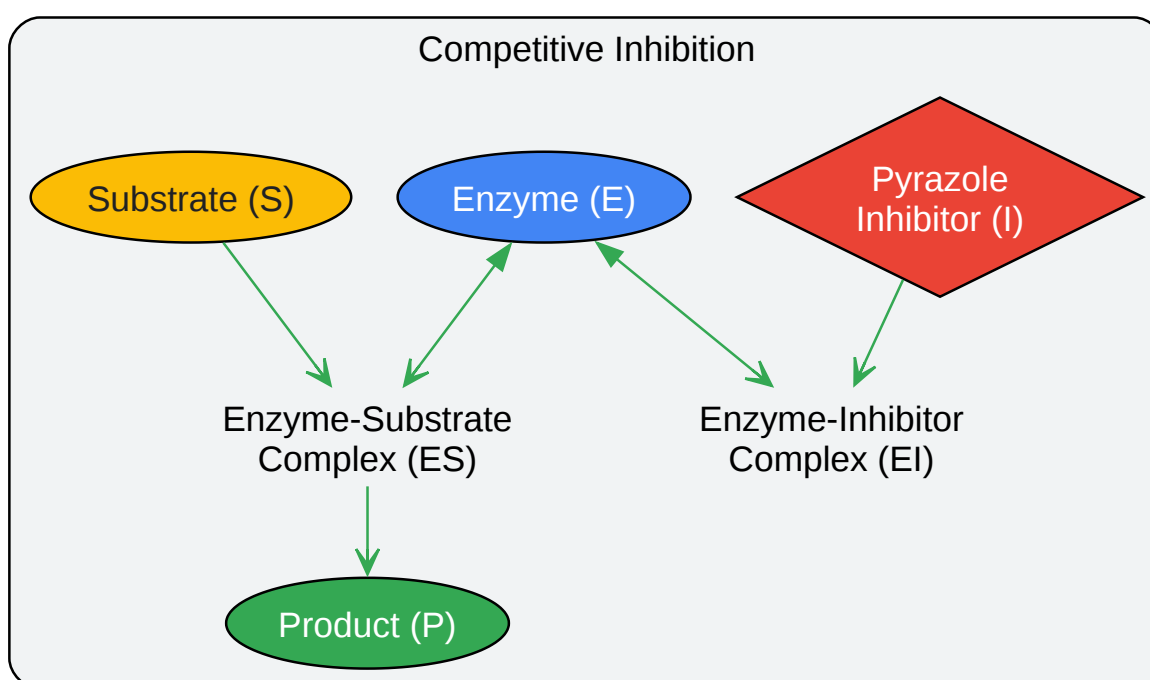 Competitive Inhibition
Substrate (S)
Enzyme (E)
Pyrazole
Inhibitor (I)
Enzyme-Substrate
Complex (ES)
Enzyme-Inhibitor
Complex (EI)
Product (P)